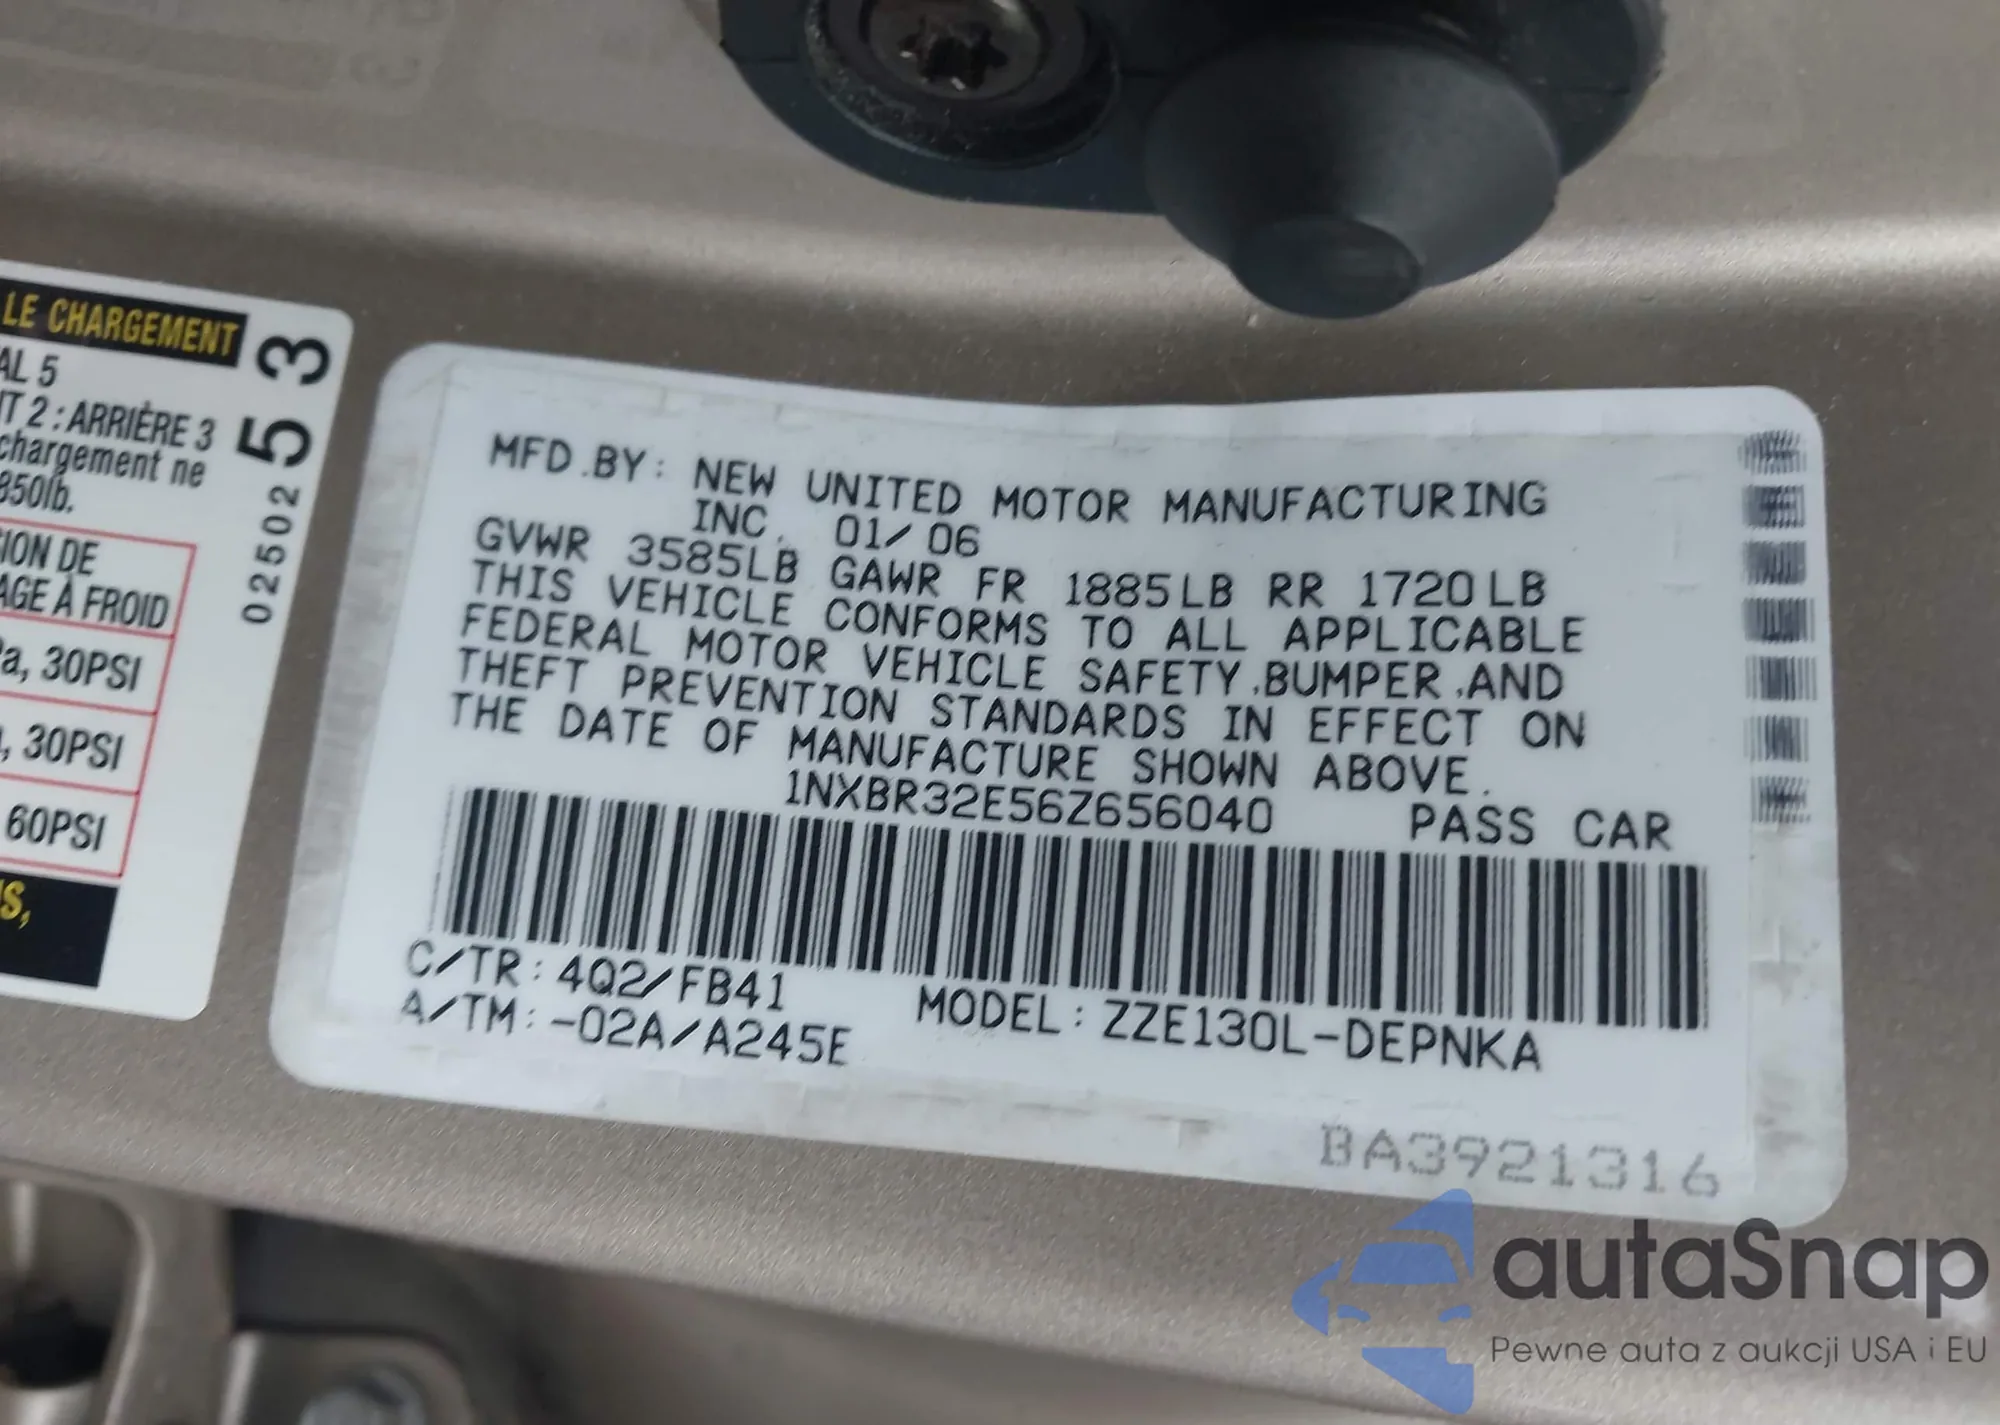 LE CHARGEMENT
AL 5
T 2 : ARRIÈRE 3
chargement ne
850lb.
ION DE
AGE À FROID
a, 30PSI
, 30PSI
60PSI
S,
02502 53
MFD.BY: NEW UNITED MOTOR MANUFACTURING
INC. 01/06
GVWR 3585LB GAWR FR 1885LB RR 1720LB
THIS VEHICLE CONFORMS TO ALL APPLICABLE
FEDERAL MOTOR VEHICLE SAFETY,BUMPER,AND
THEFT PREVENTION STANDARDS IN EFFECT ON
THE DATE OF MANUFACTURE SHOWN ABOVE.
1NXBR32E56Z656040 PASS CAR
C/TR: 4Q2/FB41 MODEL: ZZE130L-DEPNKA
A/TM: -02A/A245E
BA3921316
autaSnap
Pewne auta z aukcji USA i EU